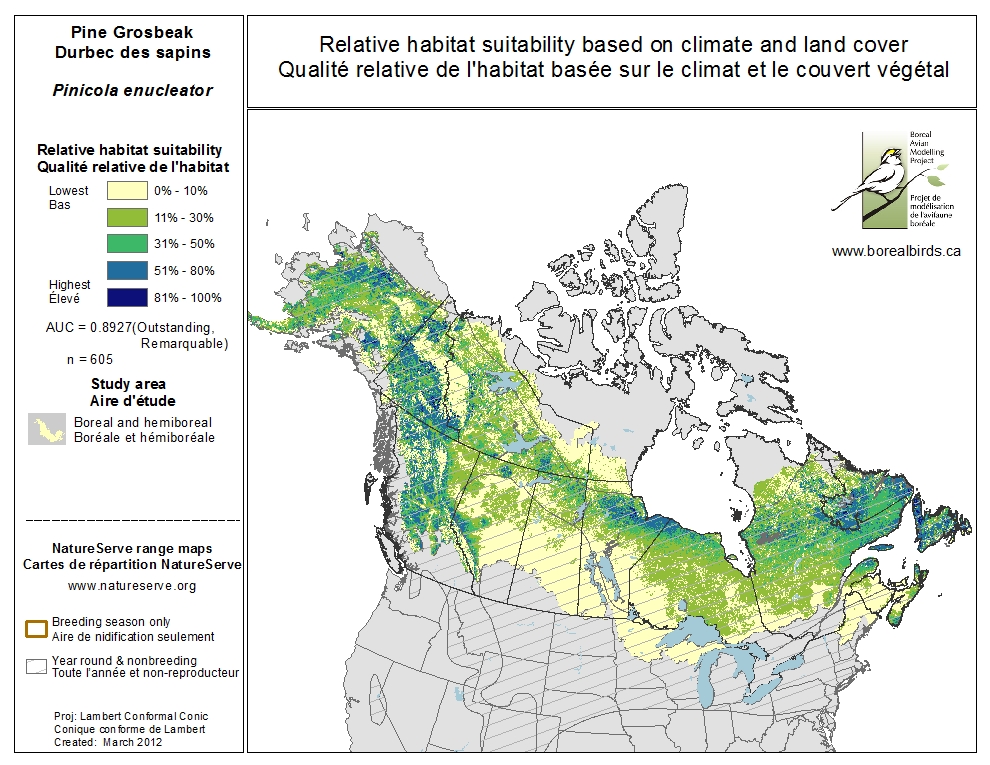 Pine Grosbeak
Durbec des sapins
Pinicola enucleator
Relative habitat suitability
Qualité relative de l'habitat
Lowest
Bas
0% - 10%
11% - 30%
31% - 50%
51% - 80%
Highest
Élevé
81% - 100%
AUC = 0.8927(Outstanding,
Remarquable)
n = 605
Study area
Aire d'étude
Boreal and hemiboreal
Boréale et hémiboréale
NatureServe range maps
Cartes de répartition NatureServe
www.natureserve.org
Breeding season only
Aire de nidification seulement
Year round & nonbreeding
Toute l'année et non-reproducteur
Proj: Lambert Conformal Conic
Conique conforme de Lambert
Created: March 2012
Relative habitat suitability based on climate and land cover
Qualité relative de l'habitat basée sur le climat et le couvert végétal
Boreal
Avian
Modelling
Project
Projet de
modélisation
de l'avifaune
boréale
www.borealbirds.ca